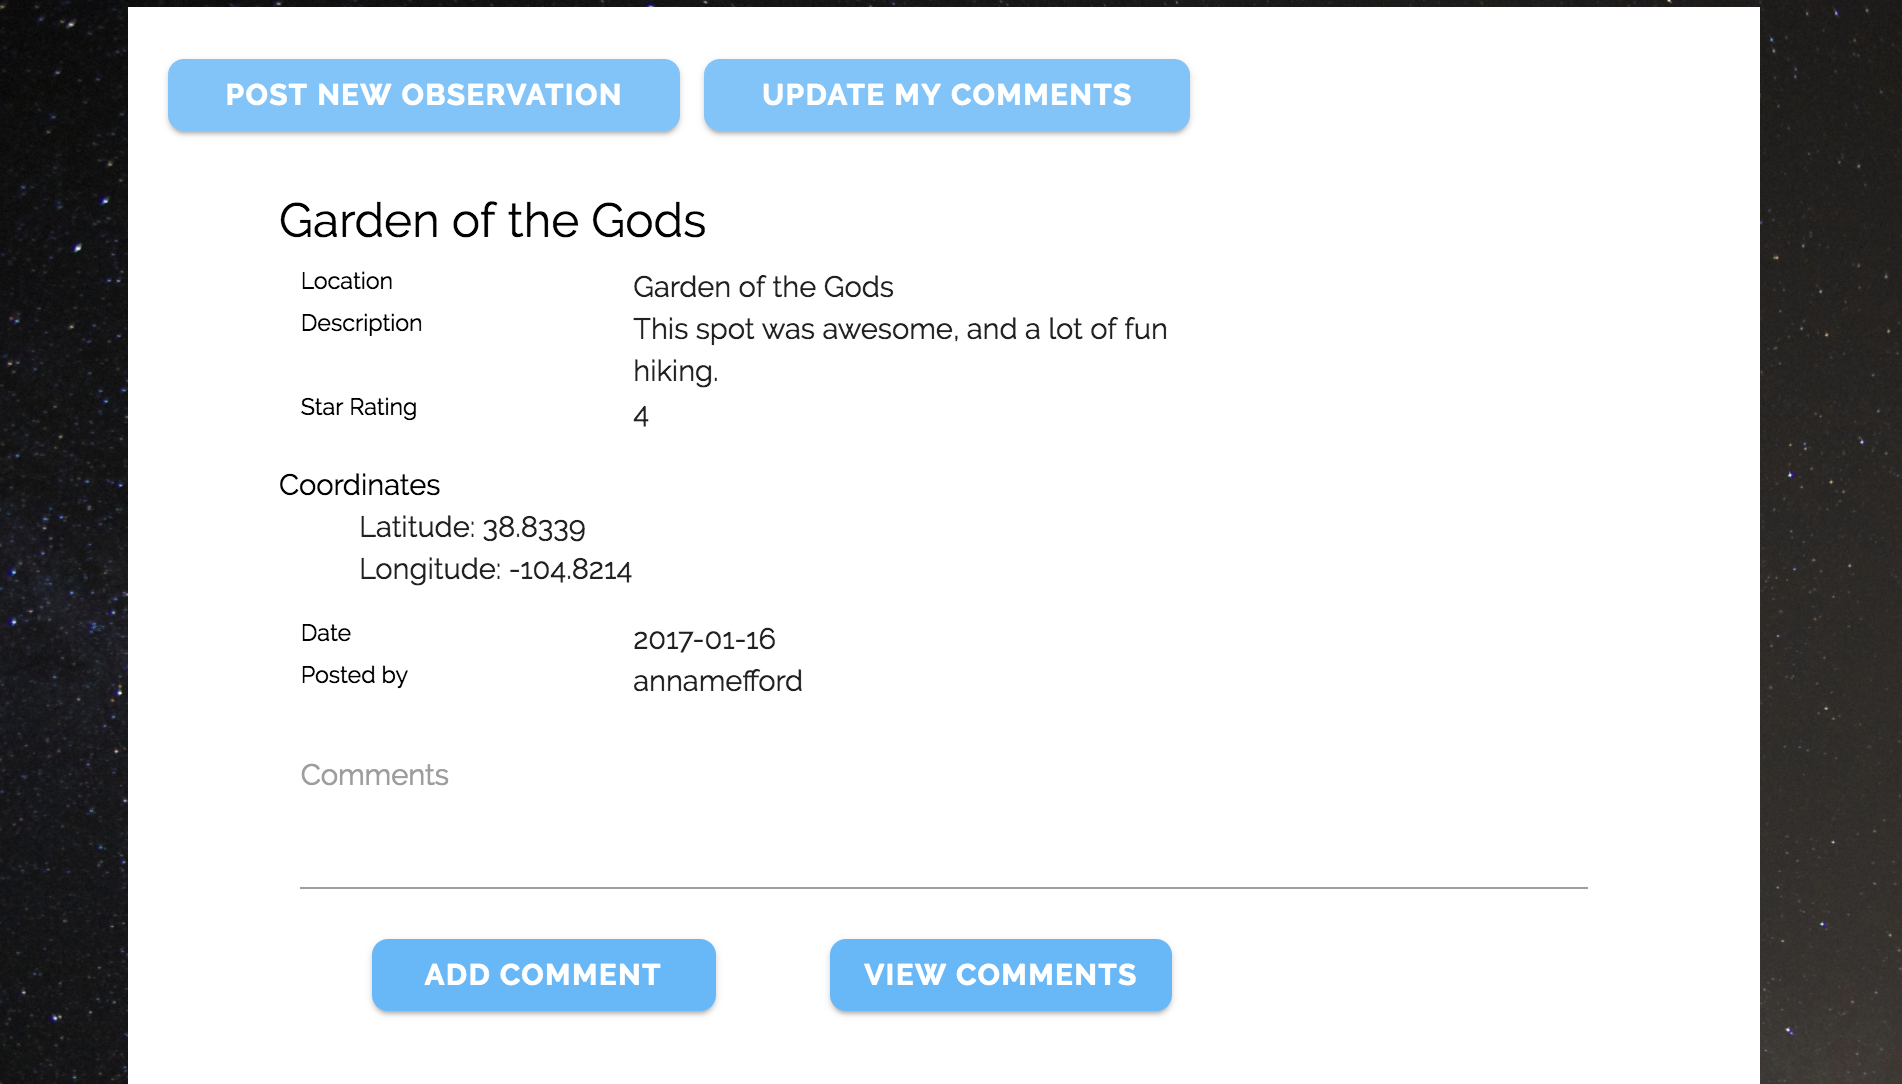 POST NEW OBSERVATION UPDATE MY COMMENTS
Garden of the Gods
Location Garden of the Gods
Description This spot was awesome, and a lot of fun
hiking.
Star Rating 4
Coordinates
Latitude: 38.8339
Longitude: -104.8214
Date 2017-01-16
Posted by annamefford
Comments
ADD COMMENT VIEW COMMENTS